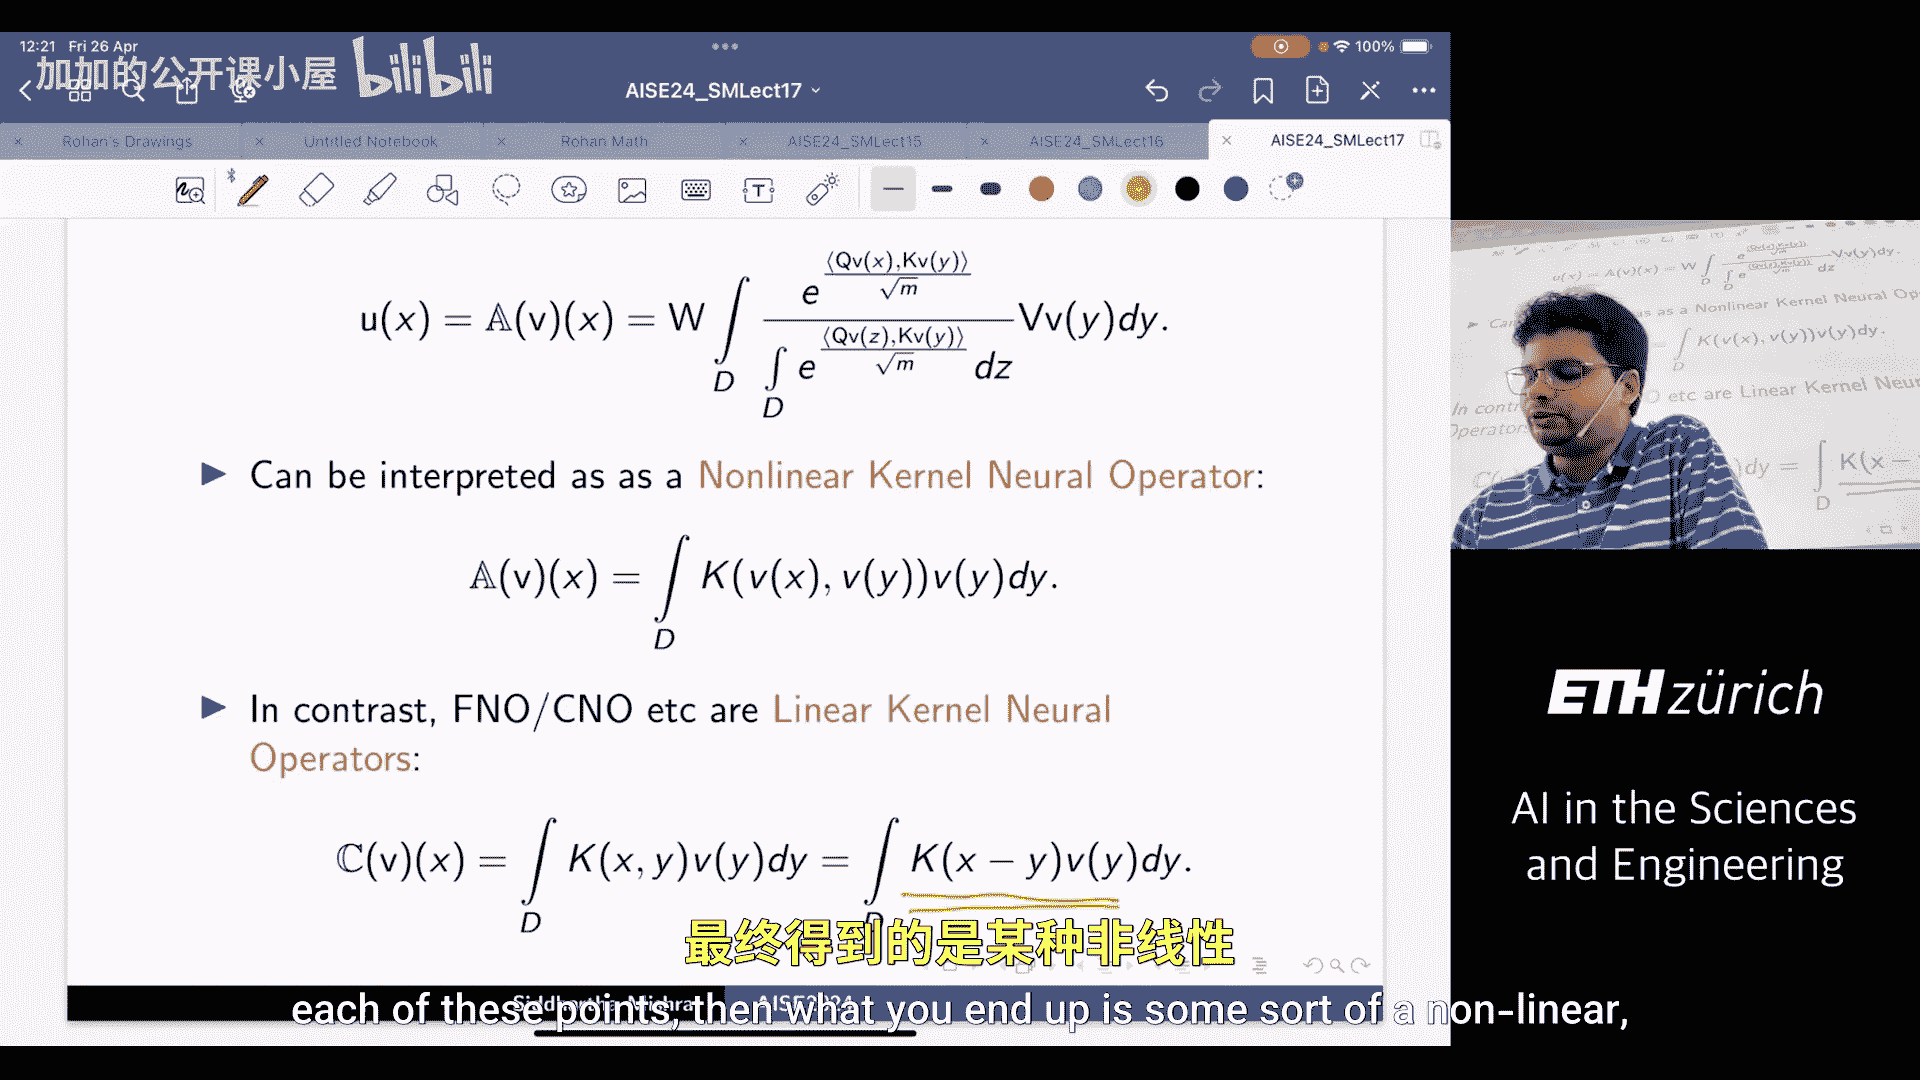 12:21 Fri 26 Apr
100%
加加的公开课小屋 bilibili
AISE24_SMLect17
Rohan's Drawings
Untitled Notebook
Rohan Math
AISE24_SMLect15
AISE24_SMLect16
AISE24_SMLect17
u(x) = 𝔸(v)(x) = W ∫_D e^{⟨Qv(x),Kv(y)⟩/√m} / ∫_D e^{⟨Qv(z),Kv(y)⟩/√m} dz Vv(y)dy.
▶ Can be interpreted as as a Nonlinear Kernel Neural Operator:
𝔸(v)(x) = ∫_D K(v(x), v(y))v(y)dy.
▶ In contrast, FNO/CNO etc are Linear Kernel Neural
Operators:
ℂ(v)(x) = ∫_D K(x, y)v(y)dy = ∫_D K(x − y)v(y)dy.
最终得到的是某种非线性
Siddhartha Mishra AISE2024
each of these points, then what you end up is some sort of a non-linear,
ETH zürich
AI in the Sciences
and Engineering